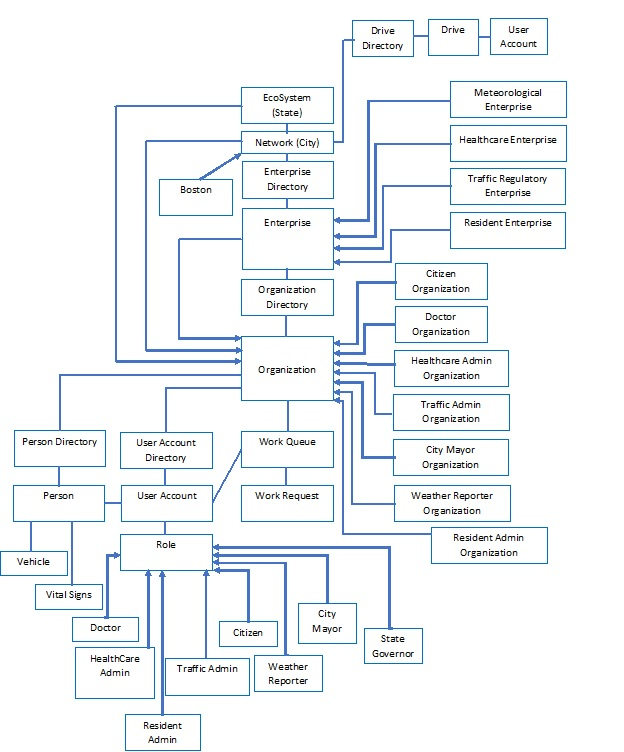 Drive
Directory
Drive
User
Account
EcoSystem
(State)
Network (City)
Enterprise
Directory
Boston
Enterprise
Organization
Directory
Organization
Meteorological
Enterprise
Healthcare Enterprise
Traffic Regulatory
Enterprise
Resident Enterprise
Citizen
Organization
Doctor
Organization
Healthcare Admin
Organization
Traffic Admin
Organization
City Mayor
Organization
Weather Reporter
Organization
Resident Admin
Organization
Person Directory
User Account
Directory
Work Queue
Person
User Account
Work Request
Role
Vehicle
Vital Signs
Doctor
HealthCare
Admin
Resident
Admin
Traffic Admin
Citizen
Weather
Reporter
City
Mayor
State
Governor